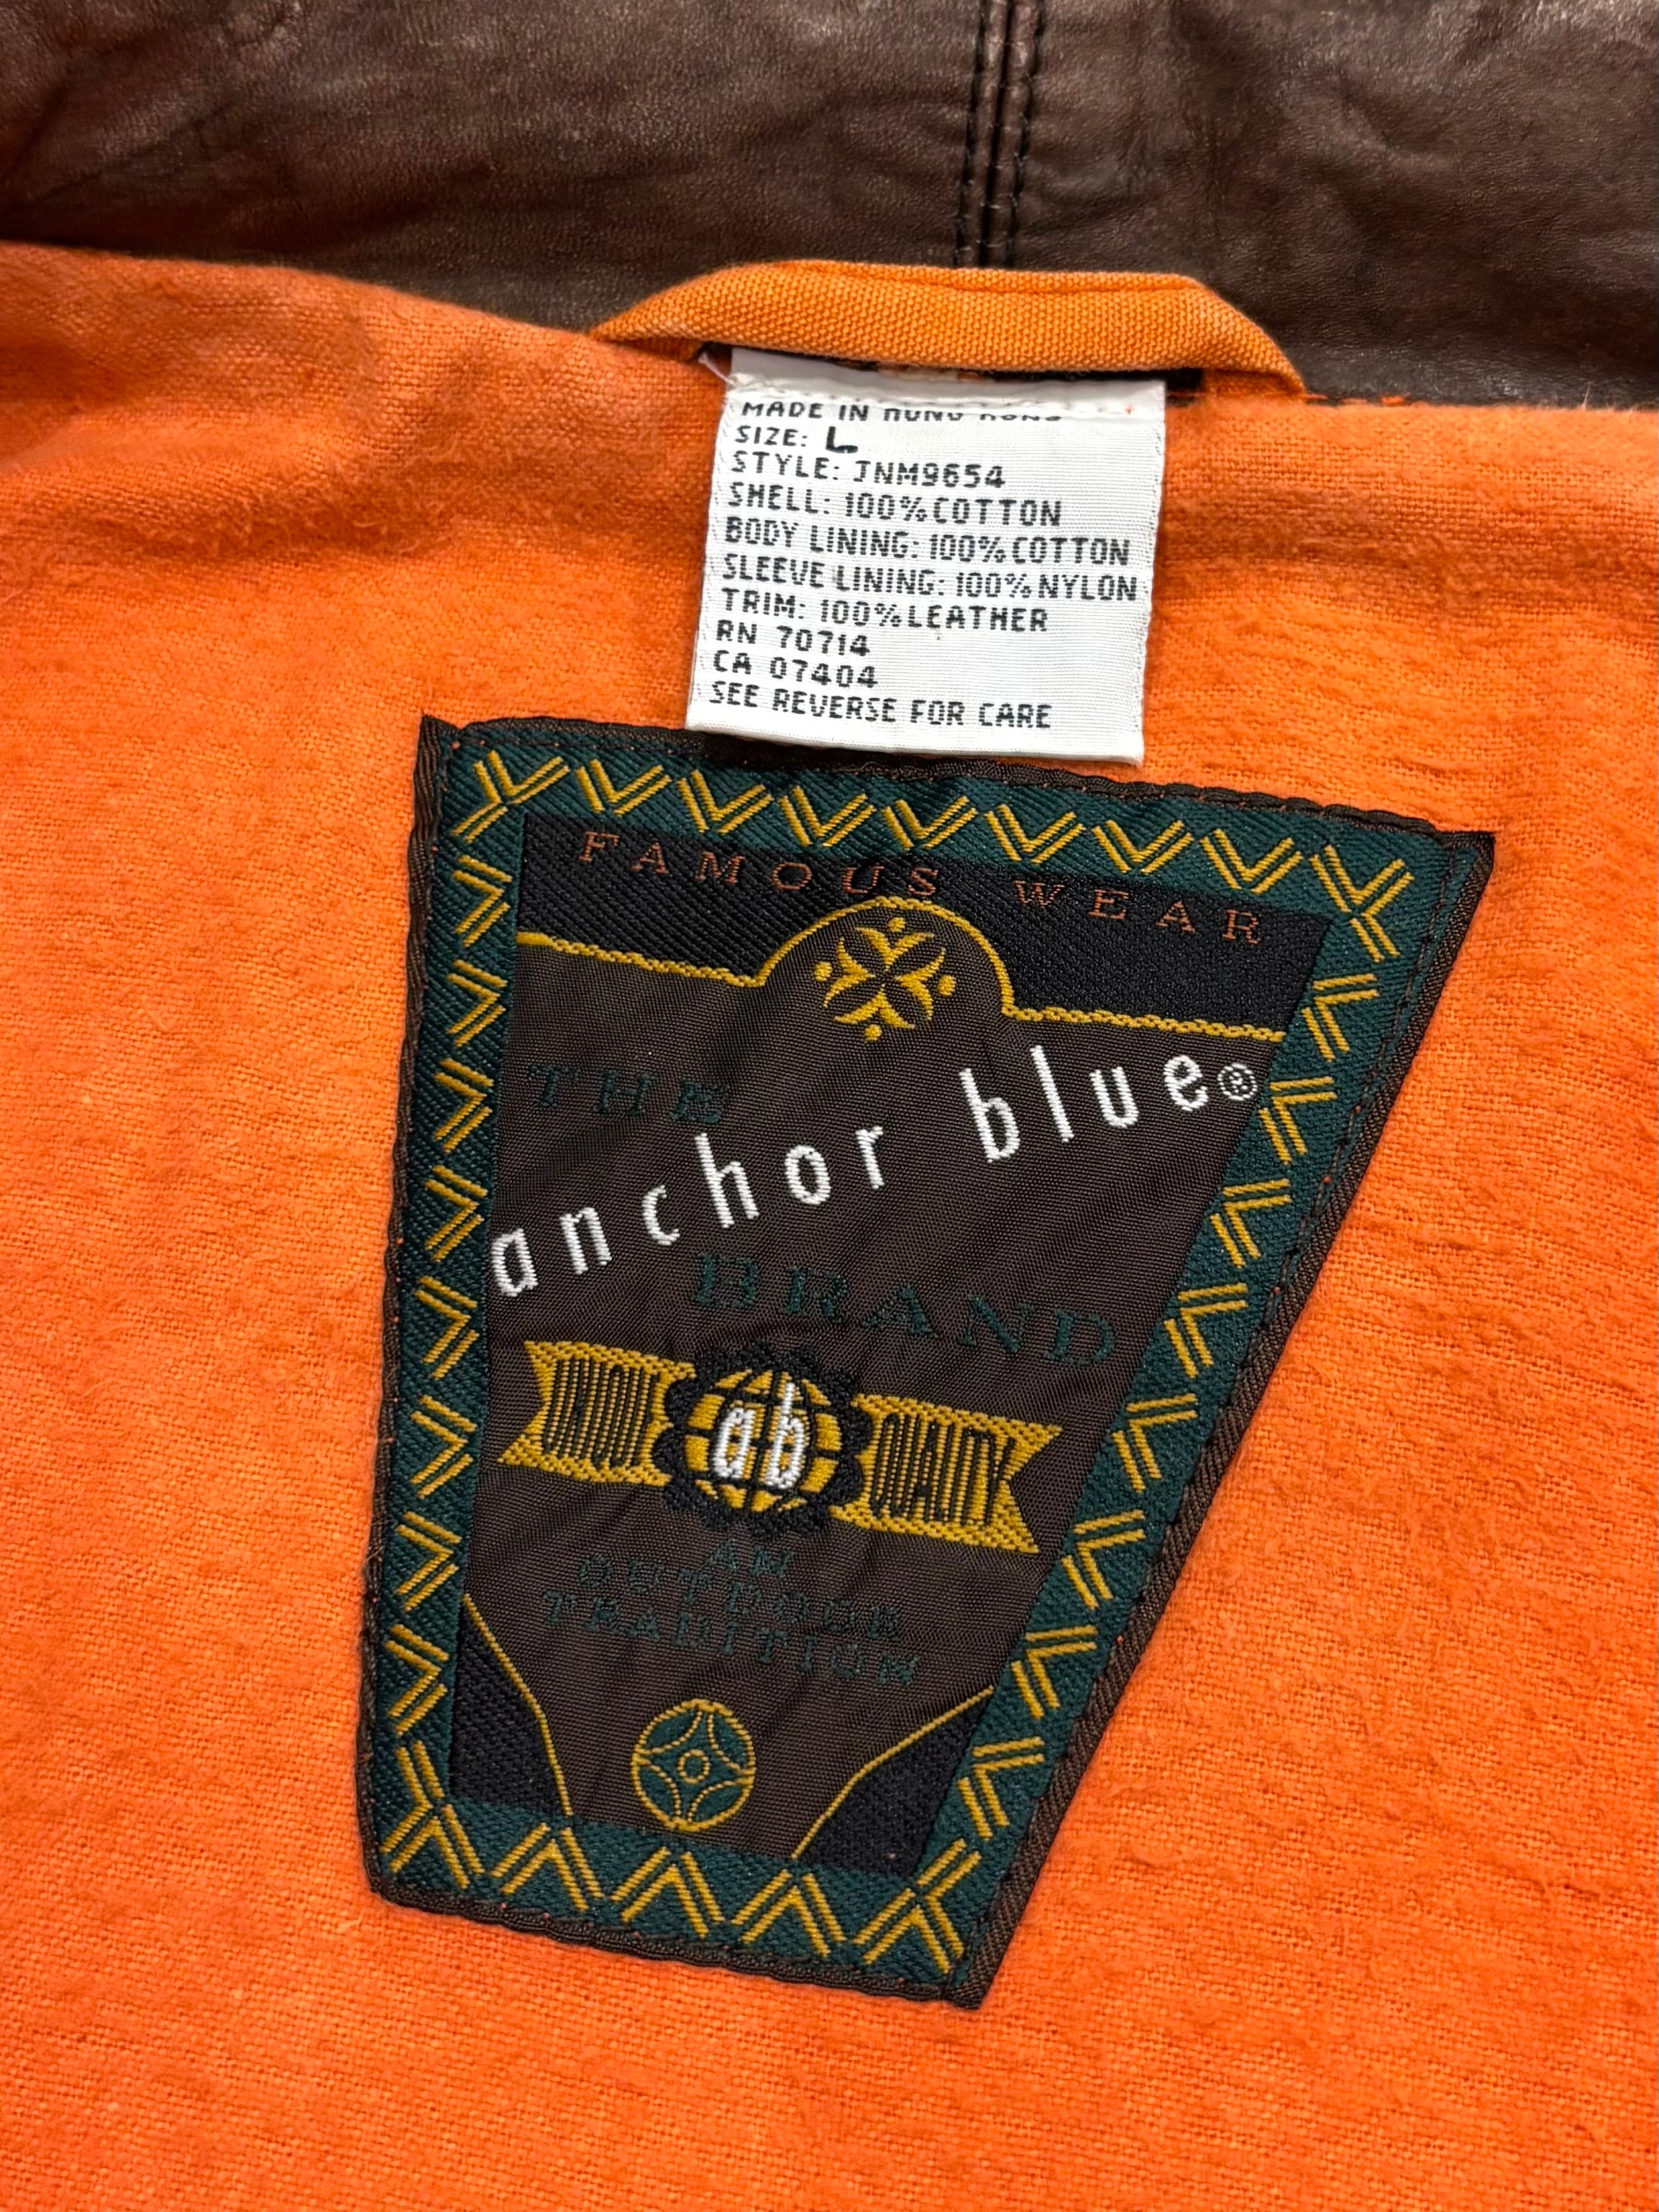 MADE IN HONG KONG
SIZE: L
STYLE: JNM9654
SHELL: 100% COTTON
BODY LINING: 100% COTTON
SLEEVE LINING: 100% NYLON
TRIM: 100% LEATHER
RN 70714
CA 07404
SEE REVERSE FOR CARE
FAMOUS WEAR
THE
anchor blue®
BRAND
UNIQUE ab QUALITY
AN
OUTDOOR
TRADITION